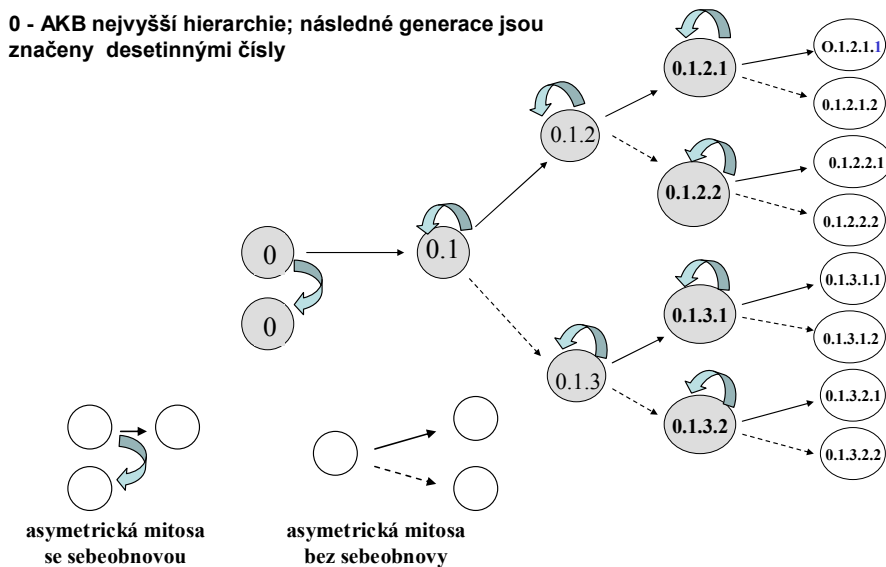 0 - AKB nejvyšší hierarchie; následné generace jsou
značeny desetinnými čísly
0.1.2.1
O.1.2.1.1
0.1.2.1.2
0.1.2
0.1.2.2.1
0.1.2.2
0.1.2.2.2
0
0.1
0
0.1.3.1.1
0.1.3.1
0.1.3.1.2
0.1.3
0.1.3.2.1
0.1.3.2
0.1.3.2.2
asymetrická mitosa
se sebeobnovou
asymetrická mitosa
bez sebeobnovy